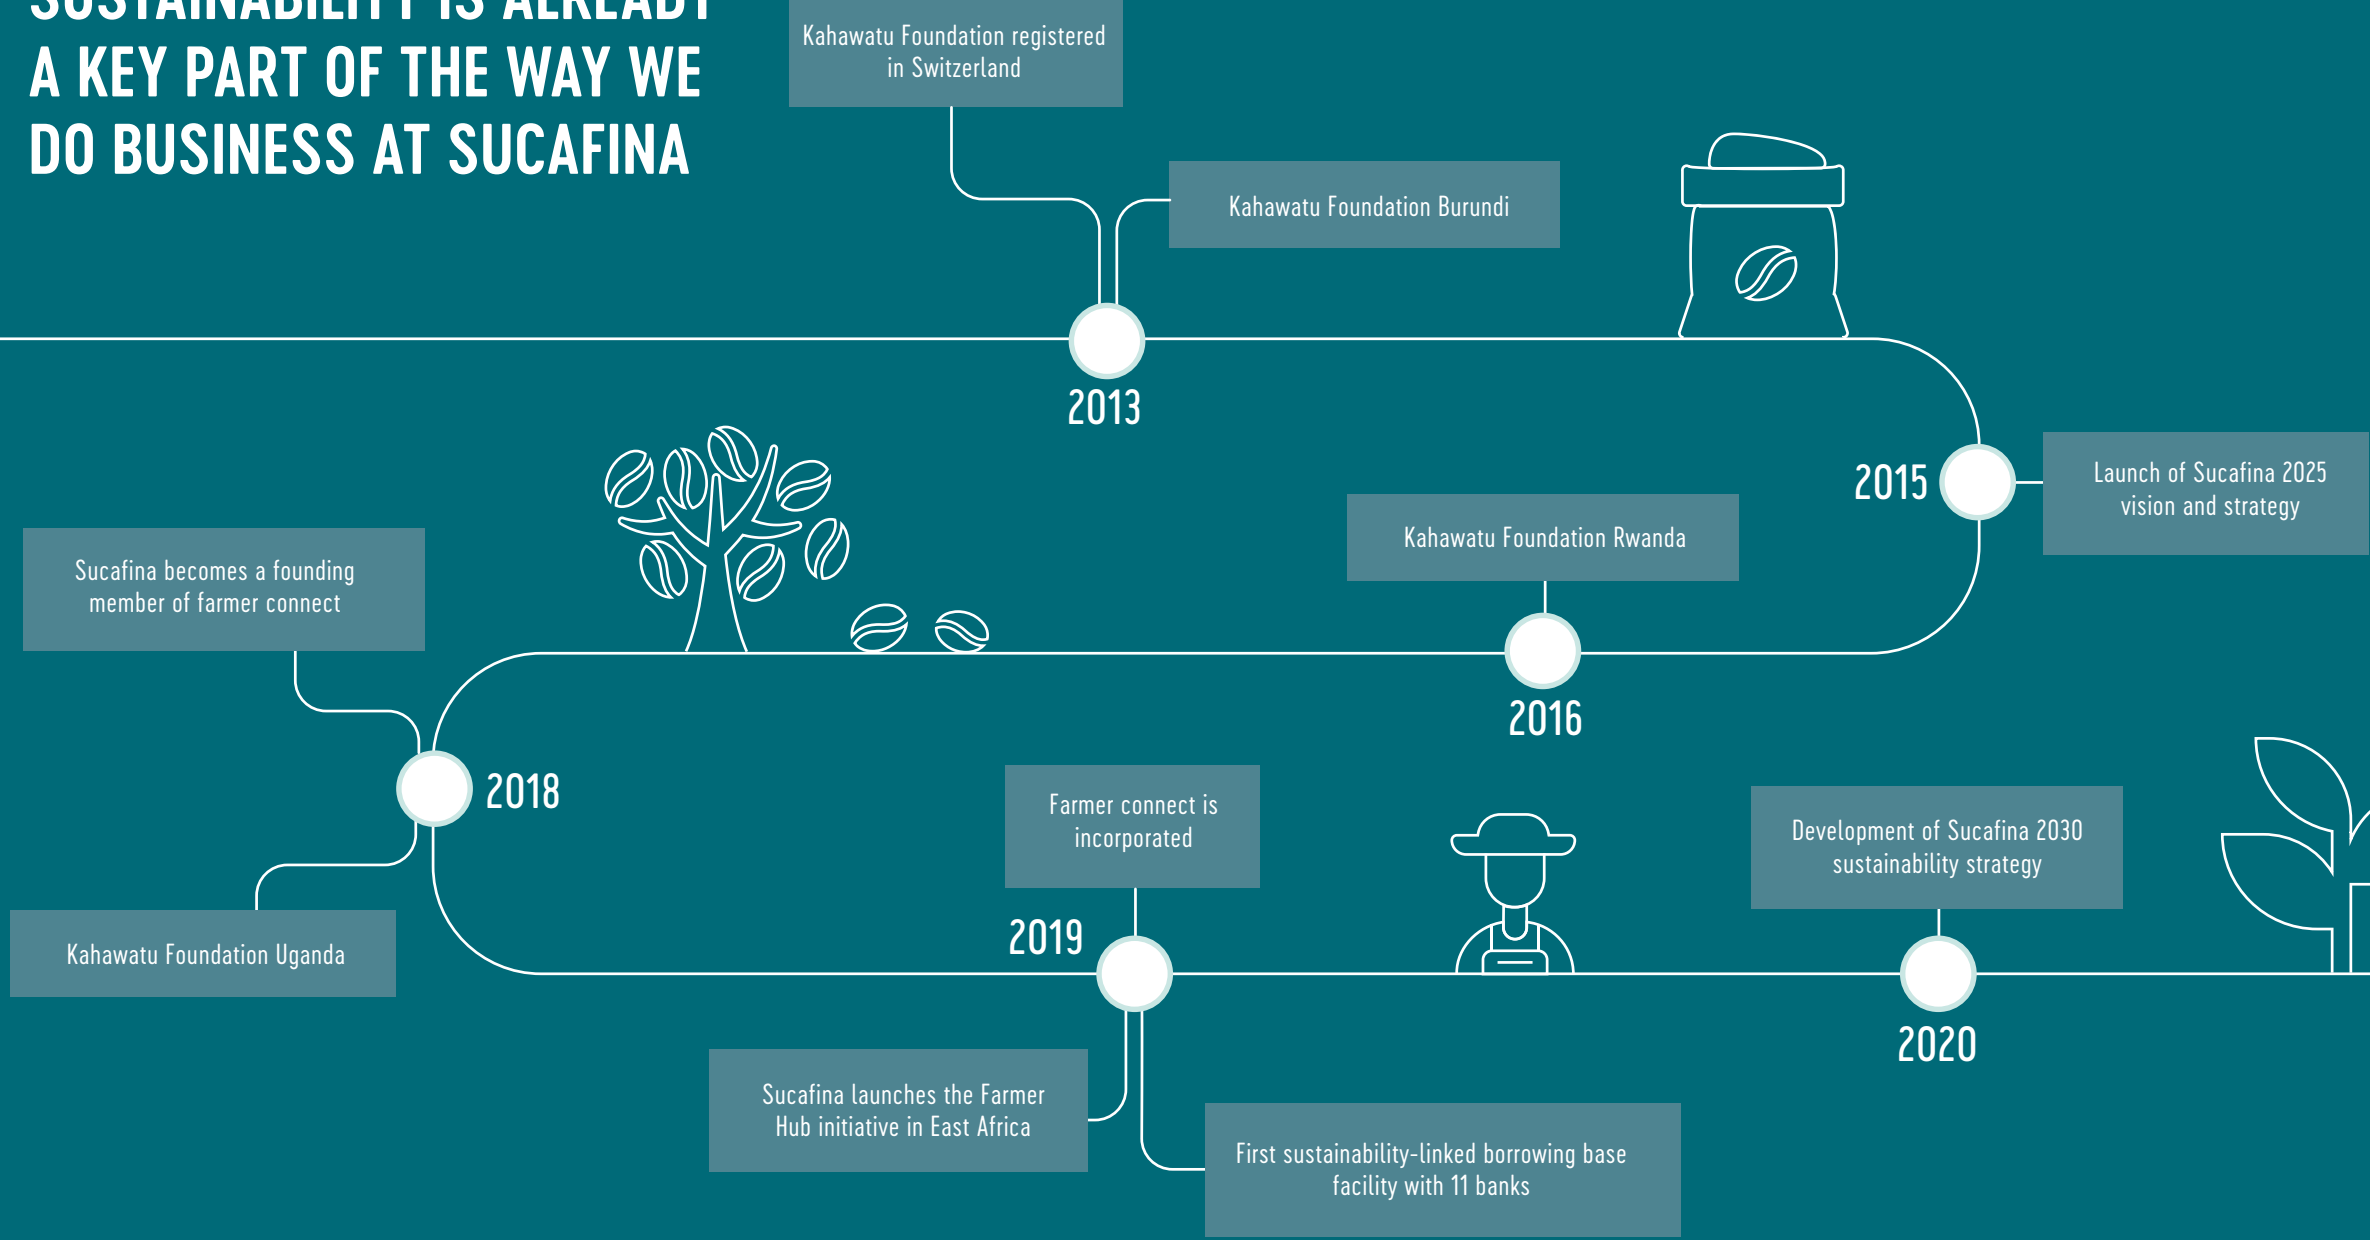 SUSTAINABILITY IS ALREADY
A KEY PART OF THE WAY WE
DO BUSINESS AT SUCAFINA
Kahawatu Foundation registered
in Switzerland
Kahawatu Foundation Burundi
2013
2015
Launch of Sucafina 2025
vision and strategy
Kahawatu Foundation Rwanda
2016
Sucafina becomes a founding
member of farmer connect
2018
Kahawatu Foundation Uganda
Farmer connect is
incorporated
2019
Sucafina launches the Farmer
Hub initiative in East Africa
First sustainability-linked borrowing base
facility with 11 banks
Development of Sucafina 2030
sustainability strategy
2020